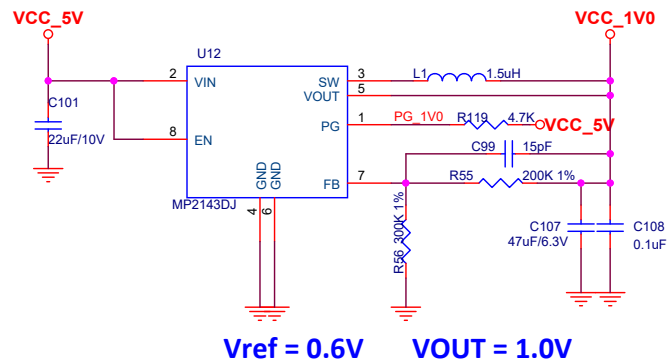 VCC_5V
VCC_1V0
U12
2 VIN
SW 3
L1 1.5uH
VOUT 5
C101
22uF/10V
PG 1
PG_1V0
R119 4.7K
VCC_5V
8 EN
C99 15pF
FB 7
R55 200K 1%
GND
GND
MP2143DJ
4
6
R56 300K 1%
C107
47uF/6.3V
C108
0.1uF
Vref = 0.6V VOUT = 1.0V